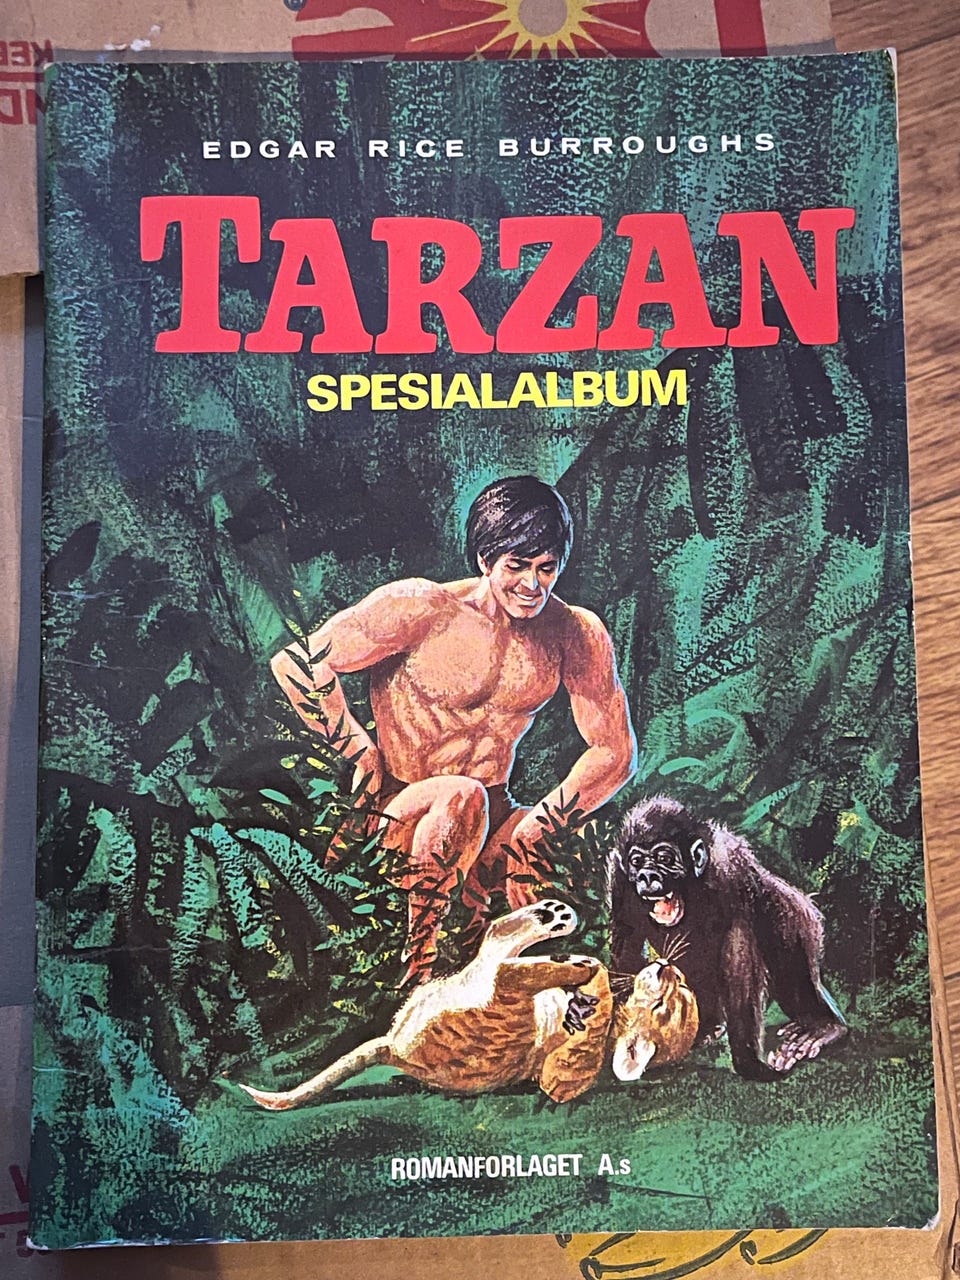 EDGAR RICE BURROUGHS
TARZAN
SPESIALALBUM
ROMANFORLAGET A.s